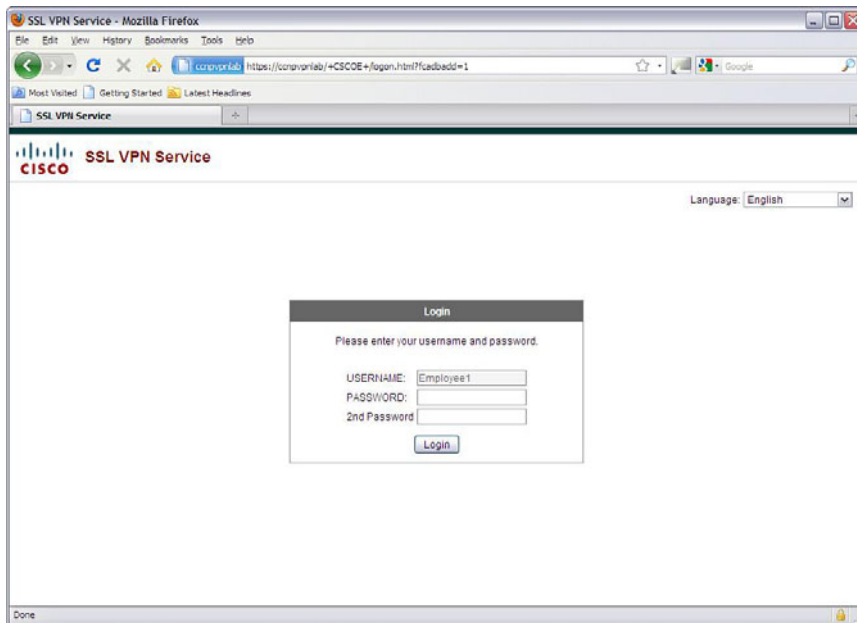 SSL VPN Service - Mozilla Firefox
File Edit View History Bookmarks Tools Help
ccnpvpnlab https://ccnpvpnlab/+CSCOE+/logon.html?fcadbadd=1 Google
Most Visited Getting Started Latest Headlines
SSL VPN Service
CISCO SSL VPN Service
Language: English
Login
Please enter your username and password.
USERNAME: Employee1
PASSWORD:
2nd Password
Login
Done